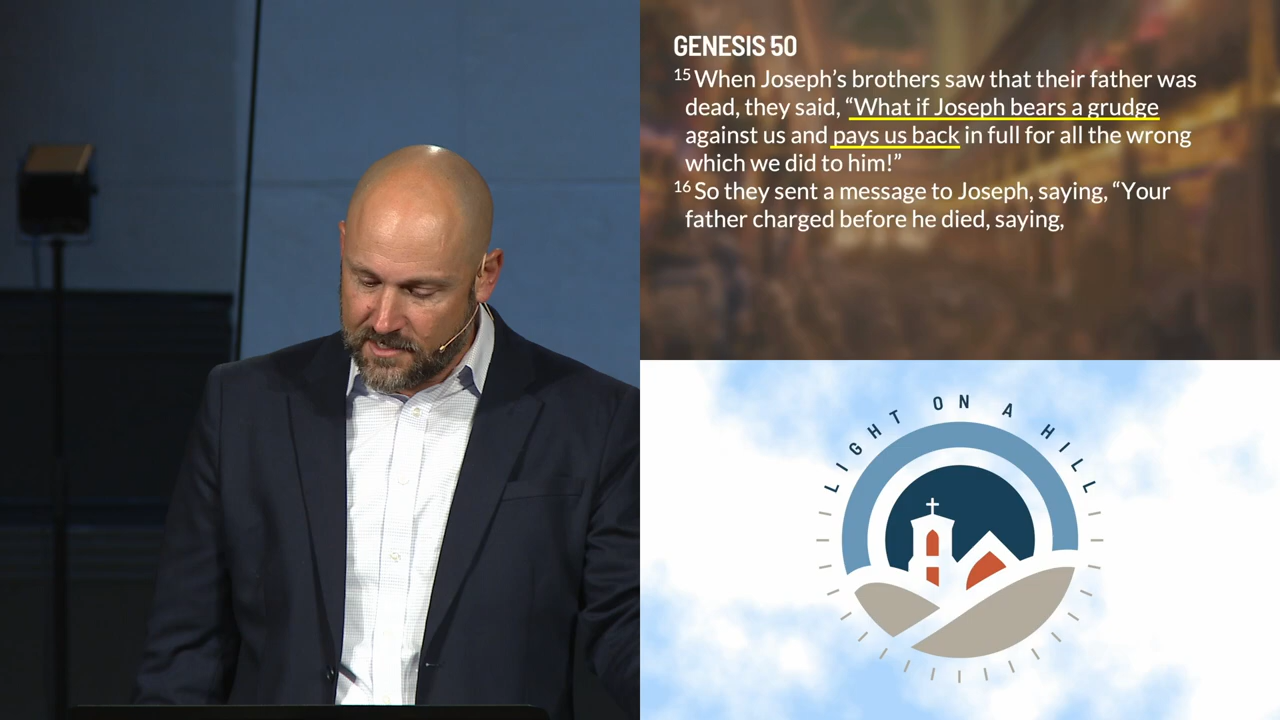 GENESIS 50
15 When Joseph’s brothers saw that their father was
dead, they said, “What if Joseph bears a grudge
against us and pays us back in full for all the wrong
which we did to him!”
16 So they sent a message to Joseph, saying, “Your
father charged before he died, saying,
LIGHT ON A HILL